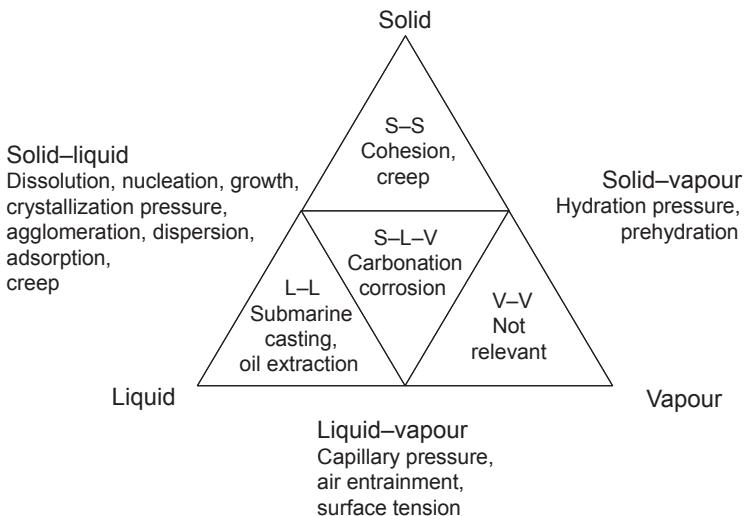 Solid
S–S
Cohesion,
creep
Solid–liquid
Dissolution, nucleation, growth,
crystallization pressure,
agglomeration, dispersion,
adsorption,
creep
Solid–vapour
Hydration pressure,
prehydration
S–L–V
Carbonation
corrosion
L–L
Submarine
casting,
oil extraction
V–V
Not
relevant
Liquid
Vapour
Liquid–vapour
Capillary pressure,
air entrainment,
surface tension